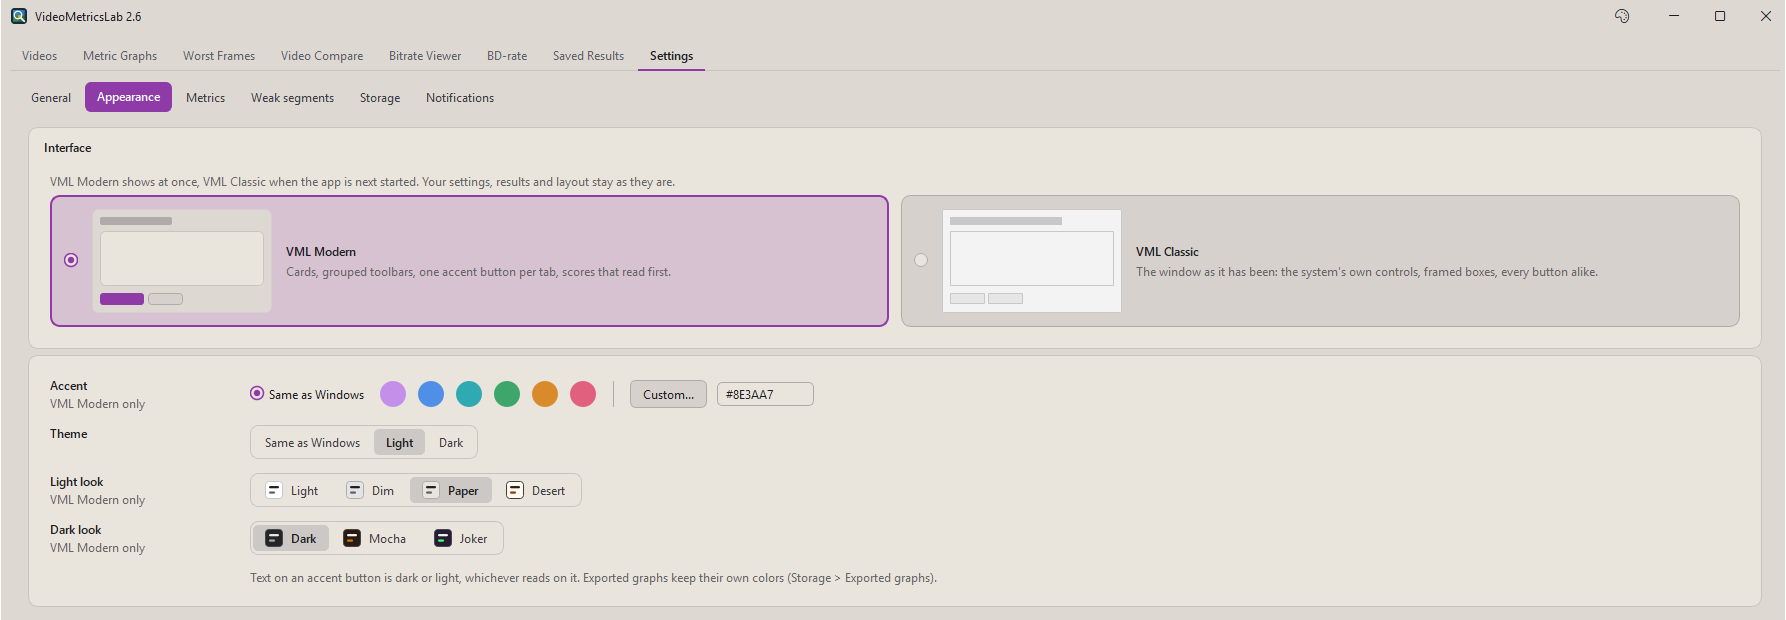 VideoMetricsLab 2.6
Videos Metric Graphs Worst Frames Video Compare Bitrate Viewer BD-rate Saved Results Settings
General Appearance Metrics Weak segments Storage Notifications
Interface
VML Modern shows at once, VML Classic when the app is next started. Your settings, results and layout stay as they are.
VML Modern
Cards, grouped toolbars, one accent button per tab, scores that read first.
VML Classic
The window as it has been: the system's own controls, framed boxes, every button alike.
Accent
VML Modern only
Same as Windows Custom... #8E3AA7
Theme
Same as Windows Light Dark
Light look
VML Modern only
Light Dim Paper Desert
Dark look
VML Modern only
Dark Mocha Joker
Text on an accent button is dark or light, whichever reads on it. Exported graphs keep their own colors (Storage > Exported graphs).